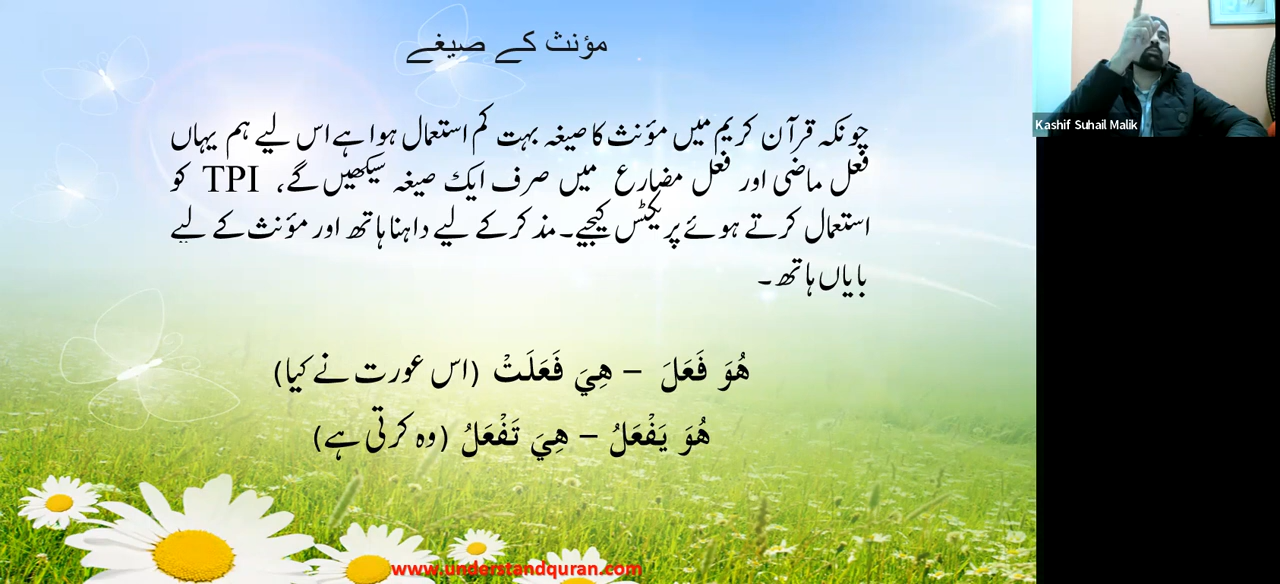 مؤنث کے صیغے
چونکہ قرآن کریم میں مؤنث کا صیغہ بہت کم استعمال ہوا ہے اس لیے ہم یہاں
فعل ماضی اور فعل مضارع میں صرف ایک صیغہ سیکھیں گے، TPI کو
استعمال کرتے ہوئے پریکٹس کیجیے۔ مذکر کے لیے داہنا ہاتھ اور مؤنث کے لیے
بایاں ہاتھ۔
هُوَ فَعَلَ – هِيَ فَعَلَتْ (اس عورت نے کیا)
هُوَ يَفْعَلُ – هِيَ تَفْعَلُ (وہ کرتی ہے)
www.understandquran.com
Kashif Suhail Malik